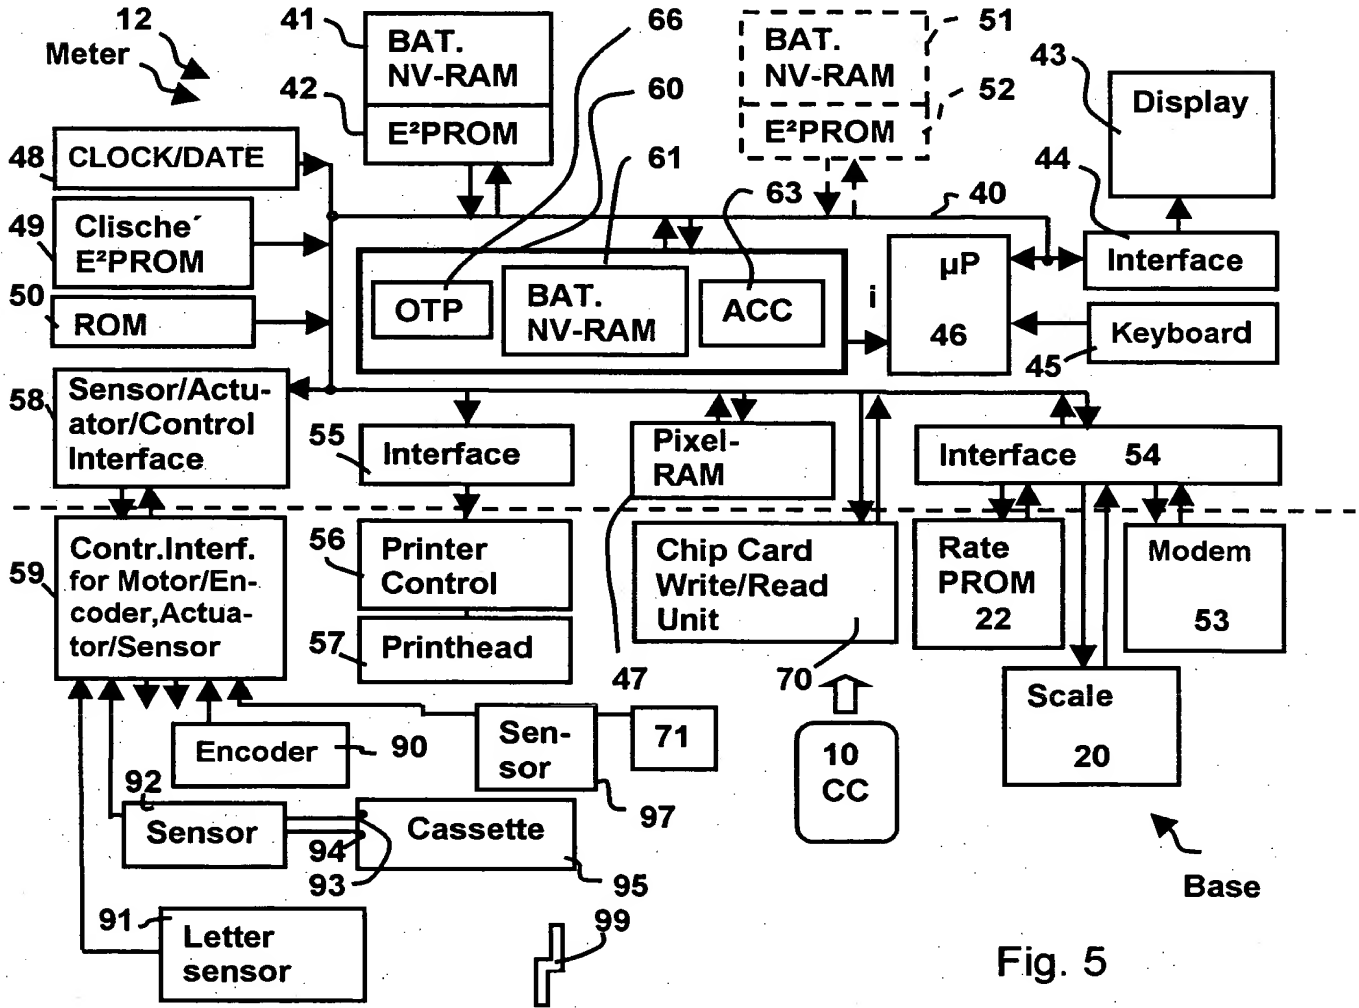 12
Meter
41
BAT.
NV-RAM
42
E²PROM
66
60
61
63
51
BAT.
NV-RAM
52
E²PROM
43
Display
44
Interface
40
48
CLOCK/DATE
49
Clische´
E²PROM
50
ROM
OTP
BAT.
NV-RAM
ACC
i
µP
46
Keyboard
45
58
Sensor/Actu-
ator/Control
Interface
55
Interface
Pixel-
RAM
Interface 54
59
Contr.Interf.
for Motor/En-
coder,Actua-
tor/Sensor
56
Printer
Control
57
Printhead
47
Chip Card
Write/Read
Unit
70
Rate
PROM
22
Modem
53
Scale
20
Encoder
90
Sen-
sor
97
71
10
CC
92
Sensor
94
93
Cassette
95
Base
91
Letter
sensor
99
Fig. 5